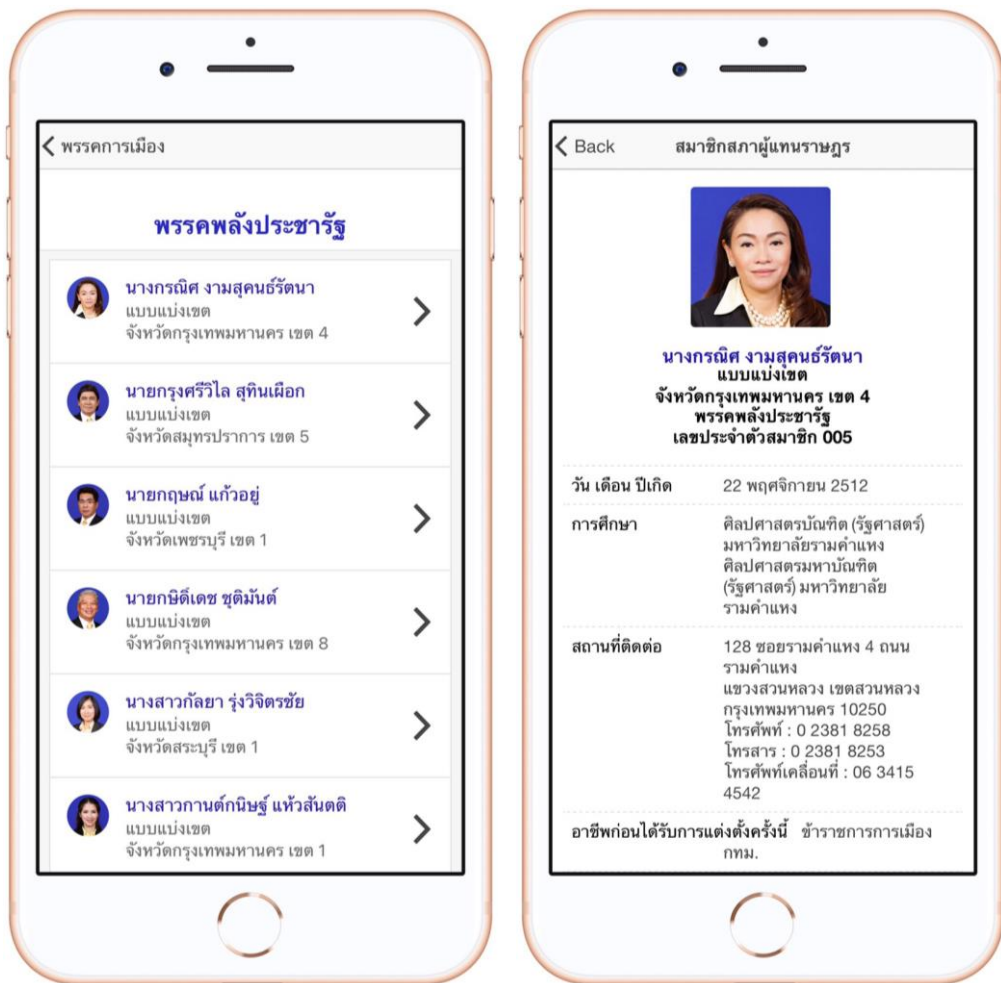 พรรคการเมือง
พรรคพลังประชารัฐ
นางกรณิศ งามสุคนธ์รัตนา
แบบแบ่งเขต
จังหวัดกรุงเทพมหานคร เขต 4
นายกรุงศรีวิไล สุทินเผือก
แบบแบ่งเขต
จังหวัดสมุทรปราการ เขต 5
นายกฤษณ์ แก้วอยู่
แบบแบ่งเขต
จังหวัดเพชรบุรี เขต 1
นายกษิดิ์เดช ชุติมันต์
แบบแบ่งเขต
จังหวัดกรุงเทพมหานคร เขต 8
นางสาวกัลยา รุ่งวิจิตรชัย
แบบแบ่งเขต
จังหวัดสระบุรี เขต 1
นางสาวกานต์กนิษฐ์ แห้วสันตติ
แบบแบ่งเขต
จังหวัดกรุงเทพมหานคร เขต 1
Back สมาชิกสภาผู้แทนราษฎร
นางกรณิศ งามสุคนธ์รัตนา
แบบแบ่งเขต
จังหวัดกรุงเทพมหานคร เขต 4
พรรคพลังประชารัฐ
เลขประจำตัวสมาชิก 005
วัน เดือน ปีเกิด 22 พฤศจิกายน 2512
การศึกษา ศิลปศาสตรบัณฑิต (รัฐศาสตร์)
มหาวิทยาลัยรามคำแหง
ศิลปศาสตรมหาบัณฑิต
(รัฐศาสตร์) มหาวิทยาลัย
รามคำแหง
สถานที่ติดต่อ 128 ซอยรามคำแหง 4 ถนน
รามคำแหง
แขวงสวนหลวง เขตสวนหลวง
กรุงเทพมหานคร 10250
โทรศัพท์ : 0 2381 8258
โทรสาร : 0 2381 8253
โทรศัพท์เคลื่อนที่ : 06 3415
4542
อาชีพก่อนได้รับการแต่งตั้งครั้งนี้ ข้าราชการการเมือง
กทม.